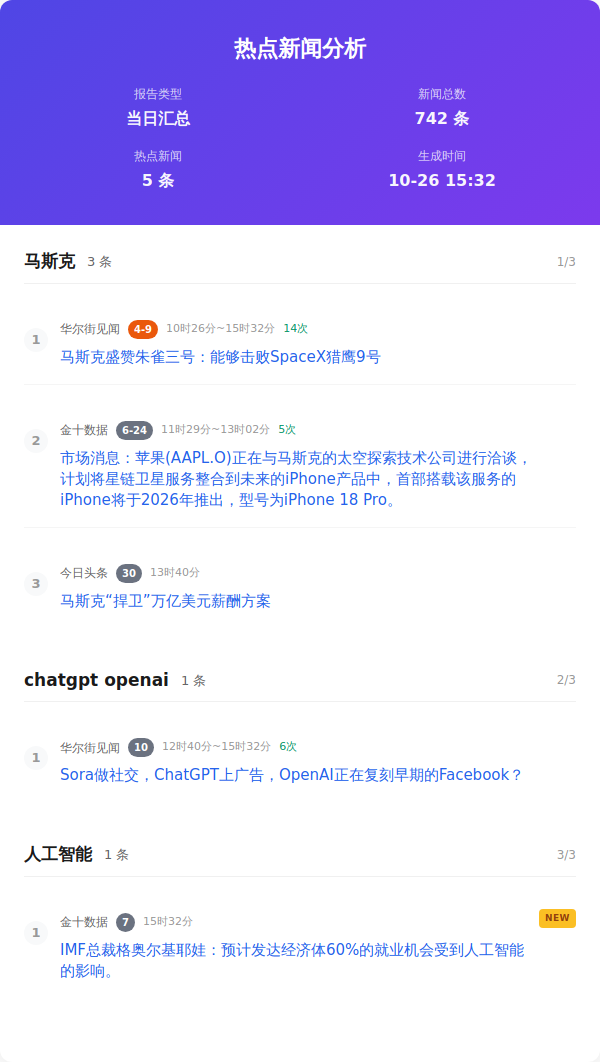 热点新闻分析
报告类型
当日汇总
新闻总数
742 条
热点新闻
5 条
生成时间
10-26 15:32
马斯克 3 条 1/3
1
华尔街见闻 4-9 10时26分~15时32分 14次
马斯克盛赞朱雀三号：能够击败SpaceX猎鹰9号
2
金十数据 6-24 11时29分~13时02分 5次
市场消息：苹果(AAPL.O)正在与马斯克的太空探索技术公司进行洽谈，
计划将星链卫星服务整合到未来的iPhone产品中，首部搭载该服务的
iPhone将于2026年推出，型号为iPhone 18 Pro。
3
今日头条 30 13时40分
马斯克“捍卫”万亿美元薪酬方案
chatgpt openai 1 条 2/3
1
华尔街见闻 10 12时40分~15时32分 6次
Sora做社交，ChatGPT上广告，OpenAI正在复刻早期的Facebook？
人工智能 1 条 3/3
1
金十数据 7 15时32分 NEW
IMF总裁格奥尔基耶娃：预计发达经济体60%的就业机会受到人工智能
的影响。